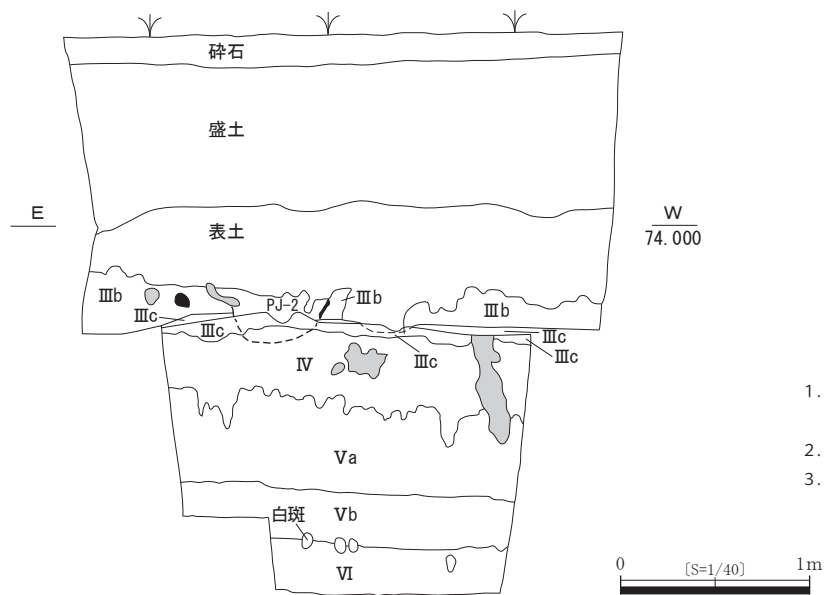 砕石
盛土
E
W
74.000
表土
Ⅲb
PJ-2
Ⅲb
Ⅲb
Ⅲc
Ⅲc
Ⅲc
Ⅲc
Ⅲc
Ⅳ
1.
Ⅴa
2.
3.
白斑
Ⅴb
Ⅵ
0
[S=1/40]
1m